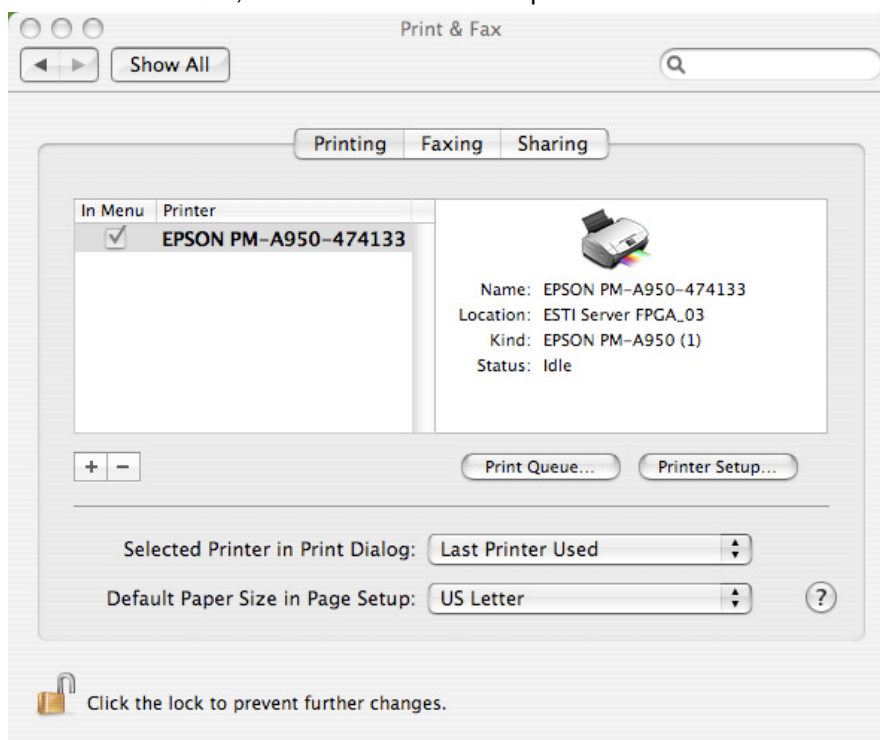 Print & Fax
Show All
Printing Faxing Sharing
In Menu Printer
EPSON PM-A950-474133
Name: EPSON PM-A950-474133
Location: ESTI Server FPGA_03
Kind: EPSON PM-A950 (1)
Status: Idle
+ −
Print Queue... Printer Setup...
Selected Printer in Print Dialog: Last Printer Used
Default Paper Size in Page Setup: US Letter ?
Click the lock to prevent further changes.